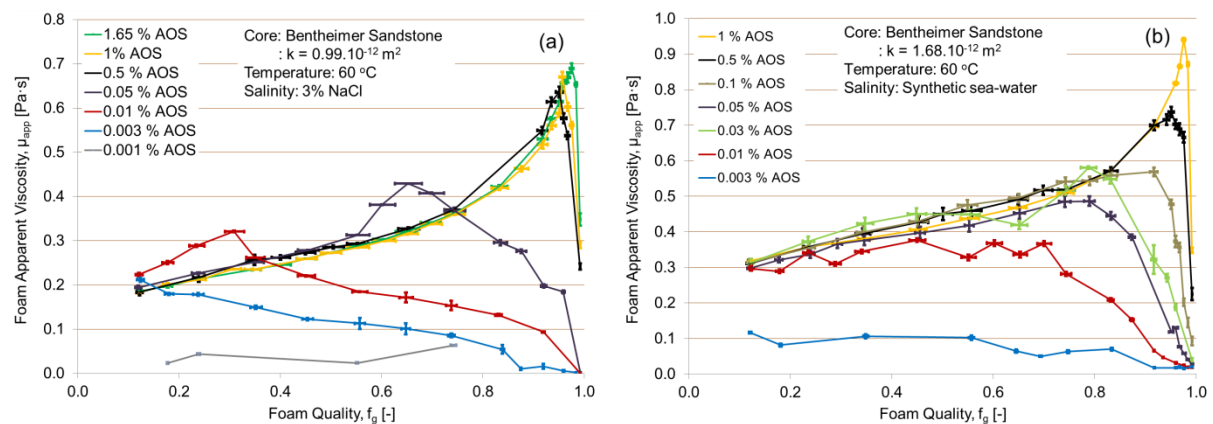 (a)
Foam Apparent Viscosity, μapp [Pa·s]
0.8
0.7
0.6
0.5
0.4
0.3
0.2
0.1
0.0
1.65 % AOS
1% AOS
0.5 % AOS
0.05 % AOS
0.01 % AOS
0.003 % AOS
0.001 % AOS
Core: Bentheimer Sandstone
: k = 0.99.10⁻¹² m²
Temperature: 60 °C
Salinity: 3% NaCl
0.0 0.2 0.4 0.6 0.8 1.0
Foam Quality, fg [-]
(b)
Foam Apparent Viscosity, μapp [Pa·s]
1.0
0.9
0.8
0.7
0.6
0.5
0.4
0.3
0.2
0.1
0.0
1 % AOS
0.5 % AOS
0.1 % AOS
0.05 % AOS
0.03 % AOS
0.01 % AOS
0.003 % AOS
Core: Bentheimer Sandstone
: k = 1.68.10⁻¹² m²
Temperature: 60 °C
Salinity: Synthetic sea-water
0.0 0.2 0.4 0.6 0.8 1.0
Foam Quality, fg [-]